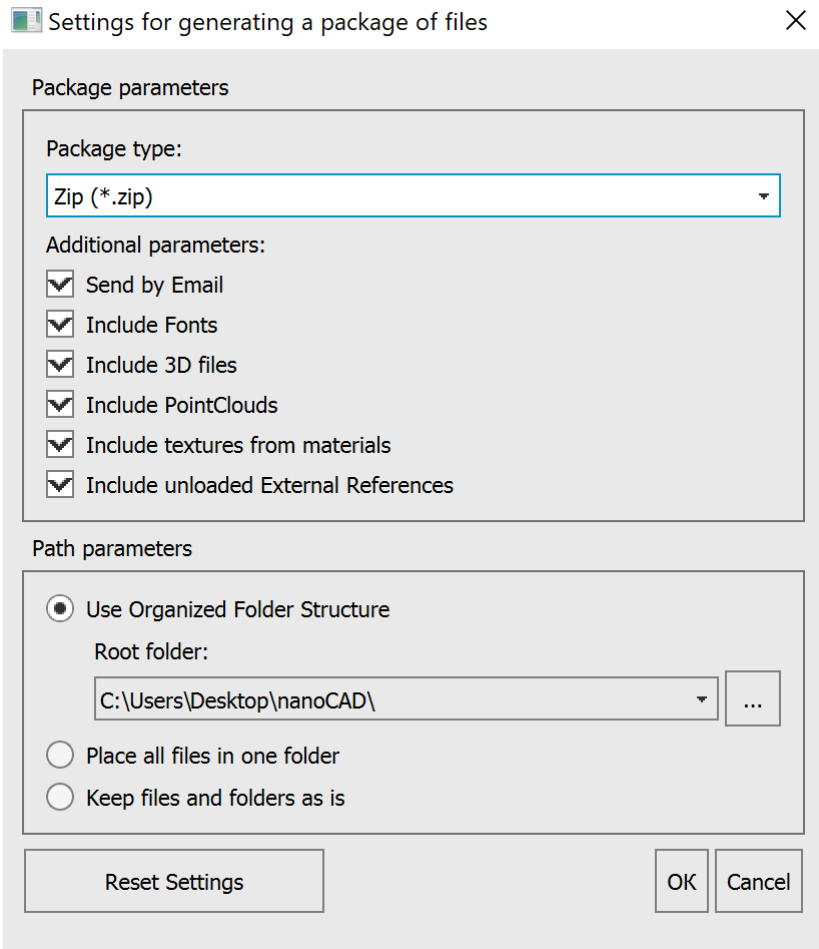 Settings for generating a package of files
Package parameters
Package type:
Zip (*.zip)
Additional parameters:
Send by Email
Include Fonts
Include 3D files
Include PointClouds
Include textures from materials
Include unloaded External References
Path parameters
Use Organized Folder Structure
Root folder:
C:\Users\Desktop\nanoCAD\
...
Place all files in one folder
Keep files and folders as is
Reset Settings
OK
Cancel